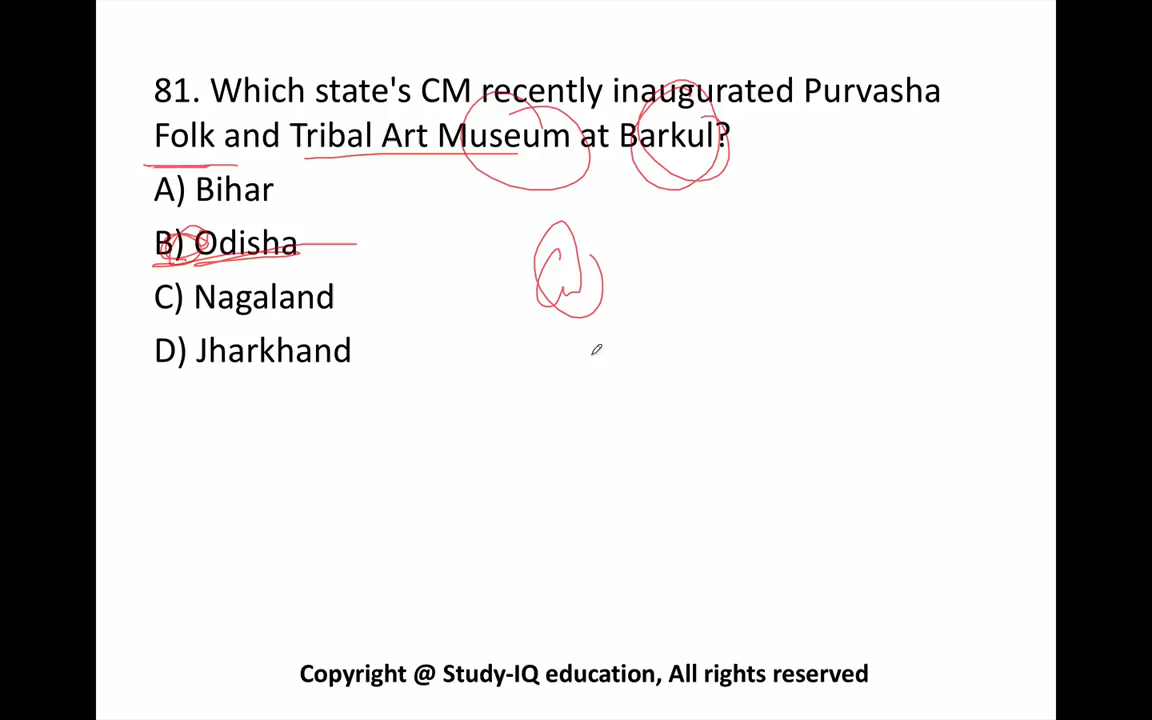 81. Which state's CM recently inaugurated Purvasha
Folk and Tribal Art Museum at Barkul?
A) Bihar
B) Odisha
C) Nagaland
D) Jharkhand
Copyright @ Study-IQ education, All rights reserved